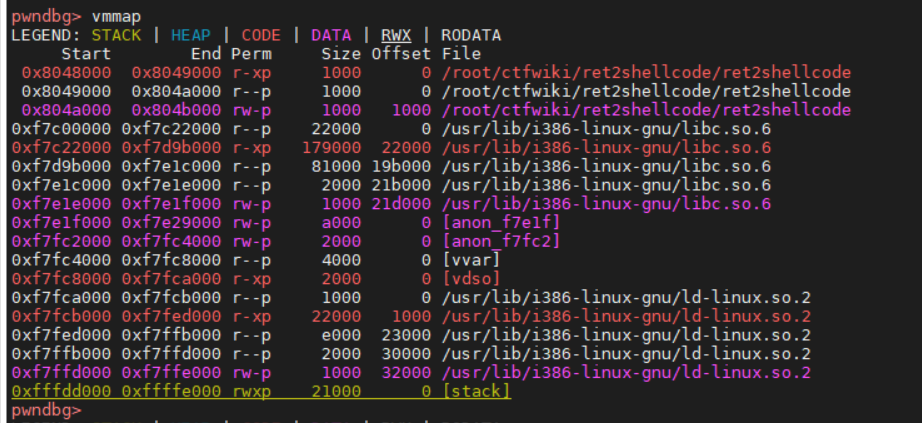 pwndbg> vmmap
LEGEND: STACK | HEAP | CODE | DATA | RWX | RODATA
Start End Perm Size Offset File
0x8048000 0x8049000 r-xp 1000 0 /root/ctfwiki/ret2shellcode/ret2shellcode
0x8049000 0x804a000 r--p 1000 0 /root/ctfwiki/ret2shellcode/ret2shellcode
0x804a000 0x804b000 rw-p 1000 1000 /root/ctfwiki/ret2shellcode/ret2shellcode
0xf7c00000 0xf7c22000 r--p 22000 0 /usr/lib/i386-linux-gnu/libc.so.6
0xf7c22000 0xf7d9b000 r-xp 179000 22000 /usr/lib/i386-linux-gnu/libc.so.6
0xf7d9b000 0xf7e1c000 r--p 81000 19b000 /usr/lib/i386-linux-gnu/libc.so.6
0xf7e1c000 0xf7e1e000 r--p 2000 21b000 /usr/lib/i386-linux-gnu/libc.so.6
0xf7e1e000 0xf7e1f000 rw-p 1000 21d000 /usr/lib/i386-linux-gnu/libc.so.6
0xf7e1f000 0xf7e29000 rw-p a000 0 [anon_f7e1f]
0xf7fc2000 0xf7fc4000 rw-p 2000 0 [anon_f7fc2]
0xf7fc4000 0xf7fc8000 r--p 4000 0 [vvar]
0xf7fc8000 0xf7fca000 r-xp 2000 0 [vdso]
0xf7fca000 0xf7fcb000 r--p 1000 0 /usr/lib/i386-linux-gnu/ld-linux.so.2
0xf7fcb000 0xf7fed000 r-xp 22000 1000 /usr/lib/i386-linux-gnu/ld-linux.so.2
0xf7fed000 0xf7ffb000 r--p e000 23000 /usr/lib/i386-linux-gnu/ld-linux.so.2
0xf7ffb000 0xf7ffd000 r--p 2000 30000 /usr/lib/i386-linux-gnu/ld-linux.so.2
0xf7ffd000 0xf7ffe000 rw-p 1000 32000 /usr/lib/i386-linux-gnu/ld-linux.so.2
0xfffdd000 0xffffe000 rwxp 21000 0 [stack]
pwndbg>